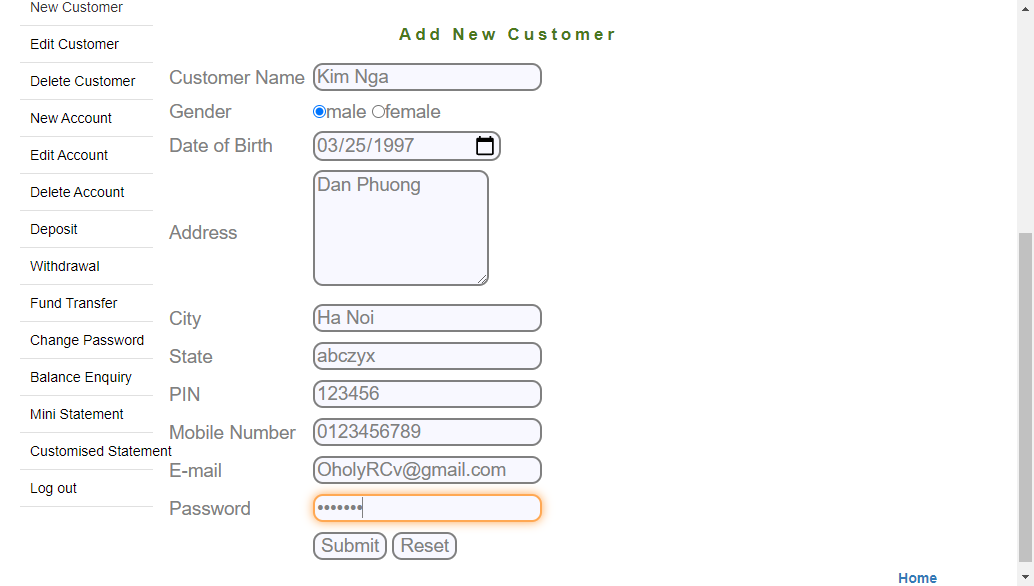 New Customer
Edit Customer
Delete Customer
New Account
Edit Account
Delete Account
Deposit
Withdrawal
Fund Transfer
Change Password
Balance Enquiry
Mini Statement
Customised Statement
Log out
Add New Customer
Customer Name Kim Nga
Gender male female
Date of Birth 03/25/1997
Address Dan Phuong
City Ha Noi
State abczyx
PIN 123456
Mobile Number 0123456789
E-mail OholyRCv@gmail.com
Password •••••••
Submit Reset
Home